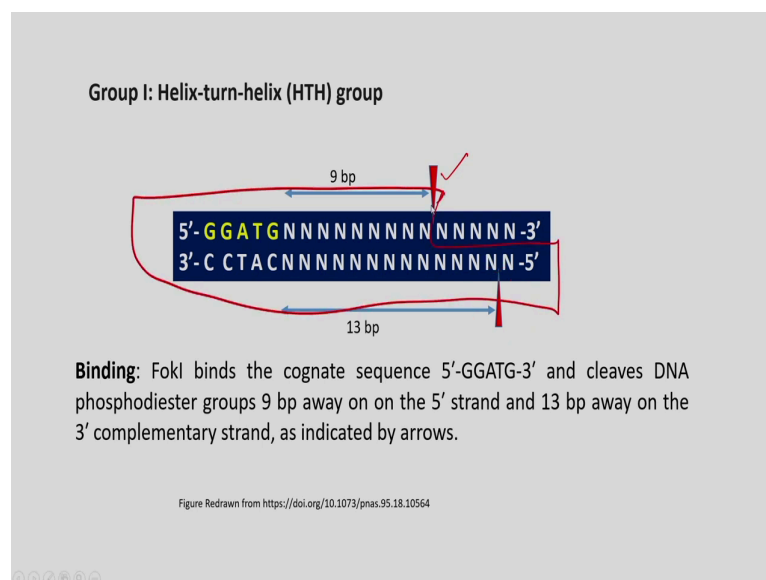 Group I: Helix-turn-helix (HTH) group
9 bp
5’- G G A T G N N N N N N N N N N N N N N -3’
3’- C C T A C N N N N N N N N N N N N N N -5’
13 bp
Binding: FokI binds the cognate sequence 5’-GGATG-3’ and cleaves DNA
phosphodiester groups 9 bp away on on the 5’ strand and 13 bp away on the
3’ complementary strand, as indicated by arrows.
Figure Redrawn from https://doi.org/10.1073/pnas.95.18.10564